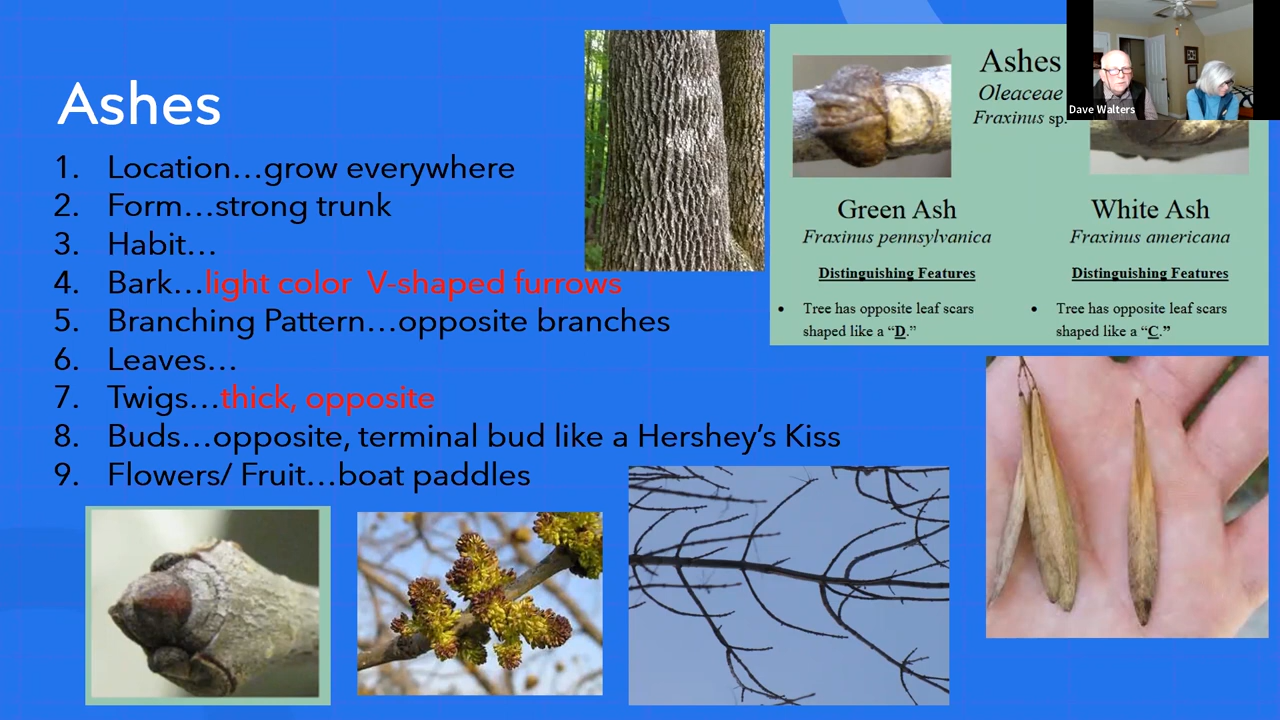 Ashes
1. Location…grow everywhere
2. Form…strong trunk
3. Habit…
4. Bark…light color  V-shaped furrows
5. Branching Pattern…opposite branches
6. Leaves…
7. Twigs…thick, opposite
8. Buds…opposite, terminal bud like a Hershey’s Kiss
9. Flowers/ Fruit…boat paddles
Ashes
Oleaceae
Fraxinus sp.
Green Ash
Fraxinus pennsylvanica
Distinguishing Features
• Tree has opposite leaf scars
shaped like a “D.”
White Ash
Fraxinus americana
Distinguishing Features
• Tree has opposite leaf scars
shaped like a “C.”
Dave Walters